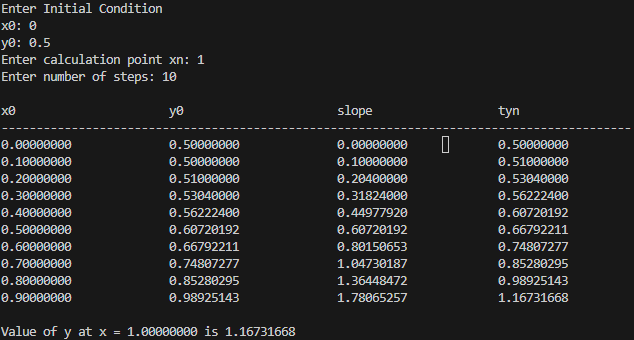 Enter Initial Condition
x0: 0
y0: 0.5
Enter calculation point xn: 1
Enter number of steps: 10
x0 y0 slope tyn
------------------------------------------------------------------------------------------
0.00000000 0.50000000 0.00000000 0.50000000
0.10000000 0.50000000 0.10000000 0.51000000
0.20000000 0.51000000 0.20400000 0.53040000
0.30000000 0.53040000 0.31824000 0.56222400
0.40000000 0.56222400 0.44977920 0.60720192
0.50000000 0.60720192 0.60720192 0.66792211
0.60000000 0.66792211 0.80150653 0.74807277
0.70000000 0.74807277 1.04730187 0.85280295
0.80000000 0.85280295 1.36448472 0.98925143
0.90000000 0.98925143 1.78065257 1.16731668
Value of y at x = 1.00000000 is 1.16731668